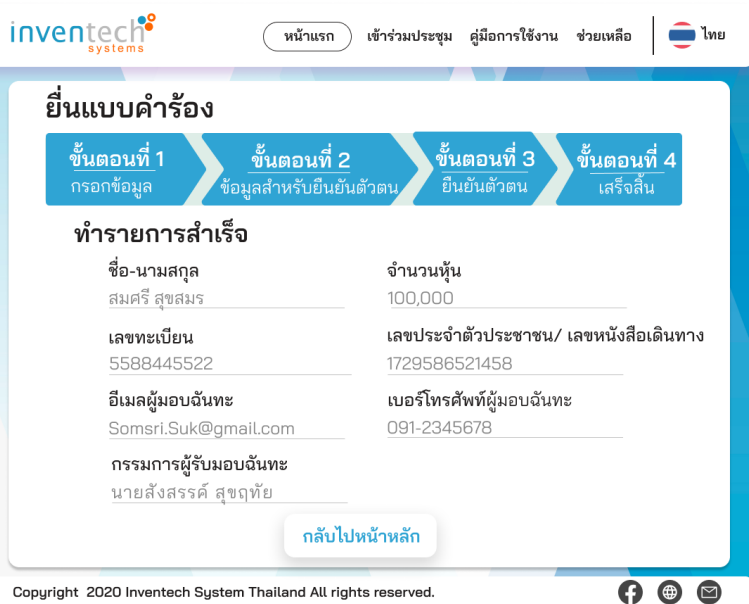 inventech
systems
หน้าแรก เข้าร่วมประชุม คู่มือการใช้งาน ช่วยเหลือ ไทย
ยื่นแบบคำร้อง
ขั้นตอนที่ 1 ขั้นตอนที่ 2 ขั้นตอนที่ 3 ขั้นตอนที่ 4
กรอกข้อมูล ข้อมูลสำหรับยืนยันตัวตน ยืนยันตัวตน เสร็จสิ้น
ทำรายการสำเร็จ
ชื่อ-นามสกุล จำนวนหุ้น
สมศรี สุขสมร 100,000
เลขทะเบียน เลขประจำตัวประชาชน/ เลขหนังสือเดินทาง
5588445522 1729586521458
อีเมลผู้มอบฉันทะ เบอร์โทรศัพท์ผู้มอบฉันทะ
Somsri.Suk@gmail.com 091-2345678
กรรมการผู้รับมอบฉันทะ
นายสังสรรค์ สุขฤทัย
กลับไปหน้าหลัก
Copyright 2020 Inventech System Thailand All rights reserved.